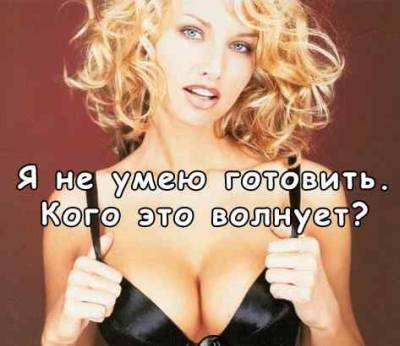 Я не умею готовить.
Кого это волнует?